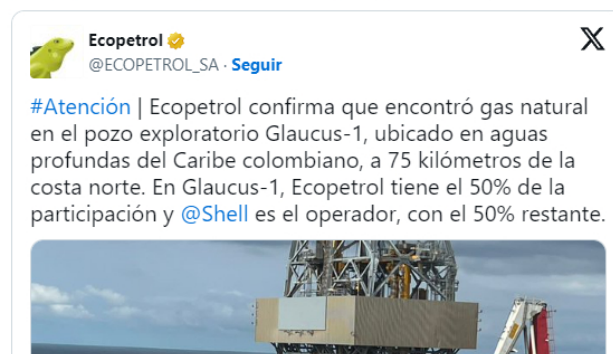 Ecopetrol
@ECOPETROL_SA · Seguir
#Atención | Ecopetrol confirma que encontró gas natural
en el pozo exploratorio Glaucus-1, ubicado en aguas
profundas del Caribe colombiano, a 75 kilómetros de la
costa norte. En Glaucus-1, Ecopetrol tiene el 50% de la
participación y @Shell es el operador, con el 50% restante.